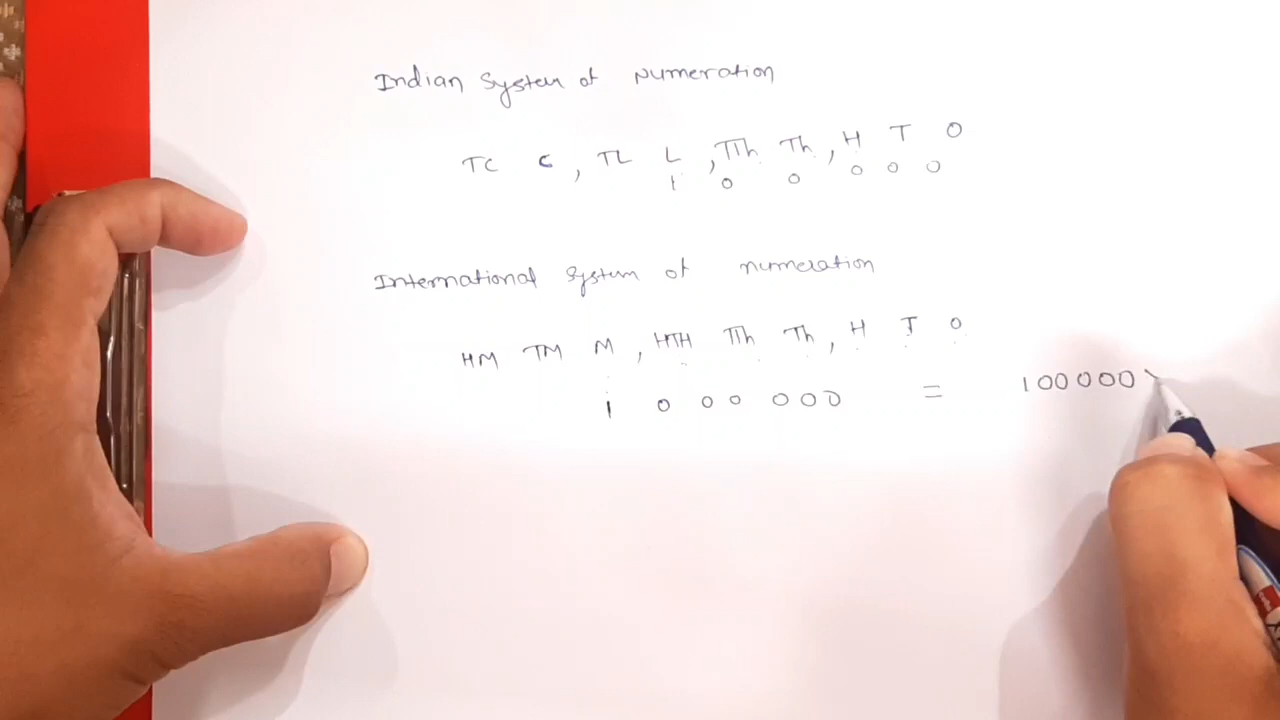 Indian System of Numeration
TC C , TL L , TTh Th , H T O
1 0 0 0 0 0
International System of numeration
HM TM M , HTH TTh Th , H T O
1 0 0 0 0 0 0 = 100000